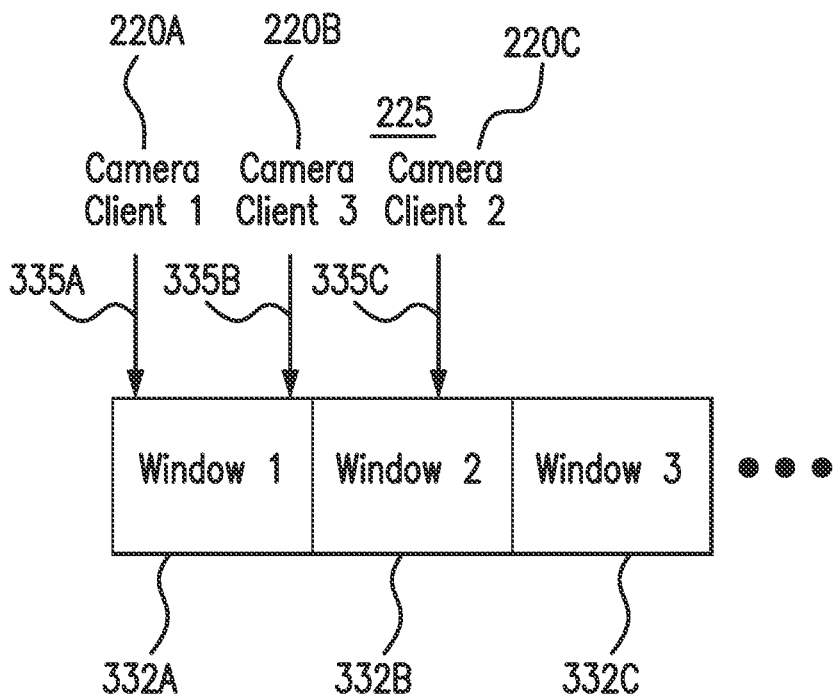 220A
220B
220C
225
Camera Client 1
Camera Client 3
Camera Client 2
335A
335B
335C
Window 1
Window 2
Window 3
332A
332B
332C